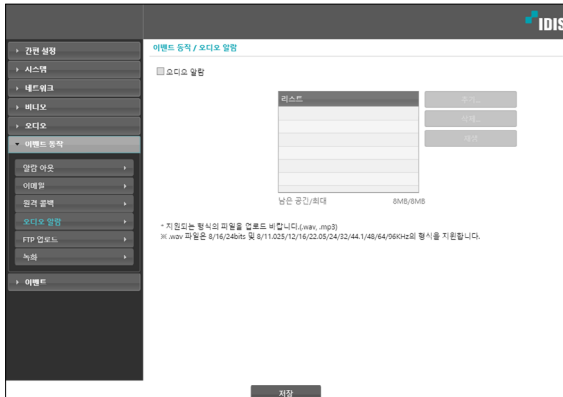 IDIS
이벤트 동작 / 오디오 알람
간편 설정
시스템
네트워크
비디오
오디오
이벤트 동작
알람 아웃
이메일
원격 콜백
오디오 알람
FTP 업로드
녹화
이벤트
오디오 알람
리스트
추가...
삭제...
남은 공간/최대 8MB/8MB
* 지원되는 형식의 파일을 업로드 바랍니다.(.wav, .mp3)
※ .wav 파일은 8/16/24bits 및 8/11.025/12/16/22.05/24/32/44.1/48/64/96KHz의 형식을 지원합니다.
저장